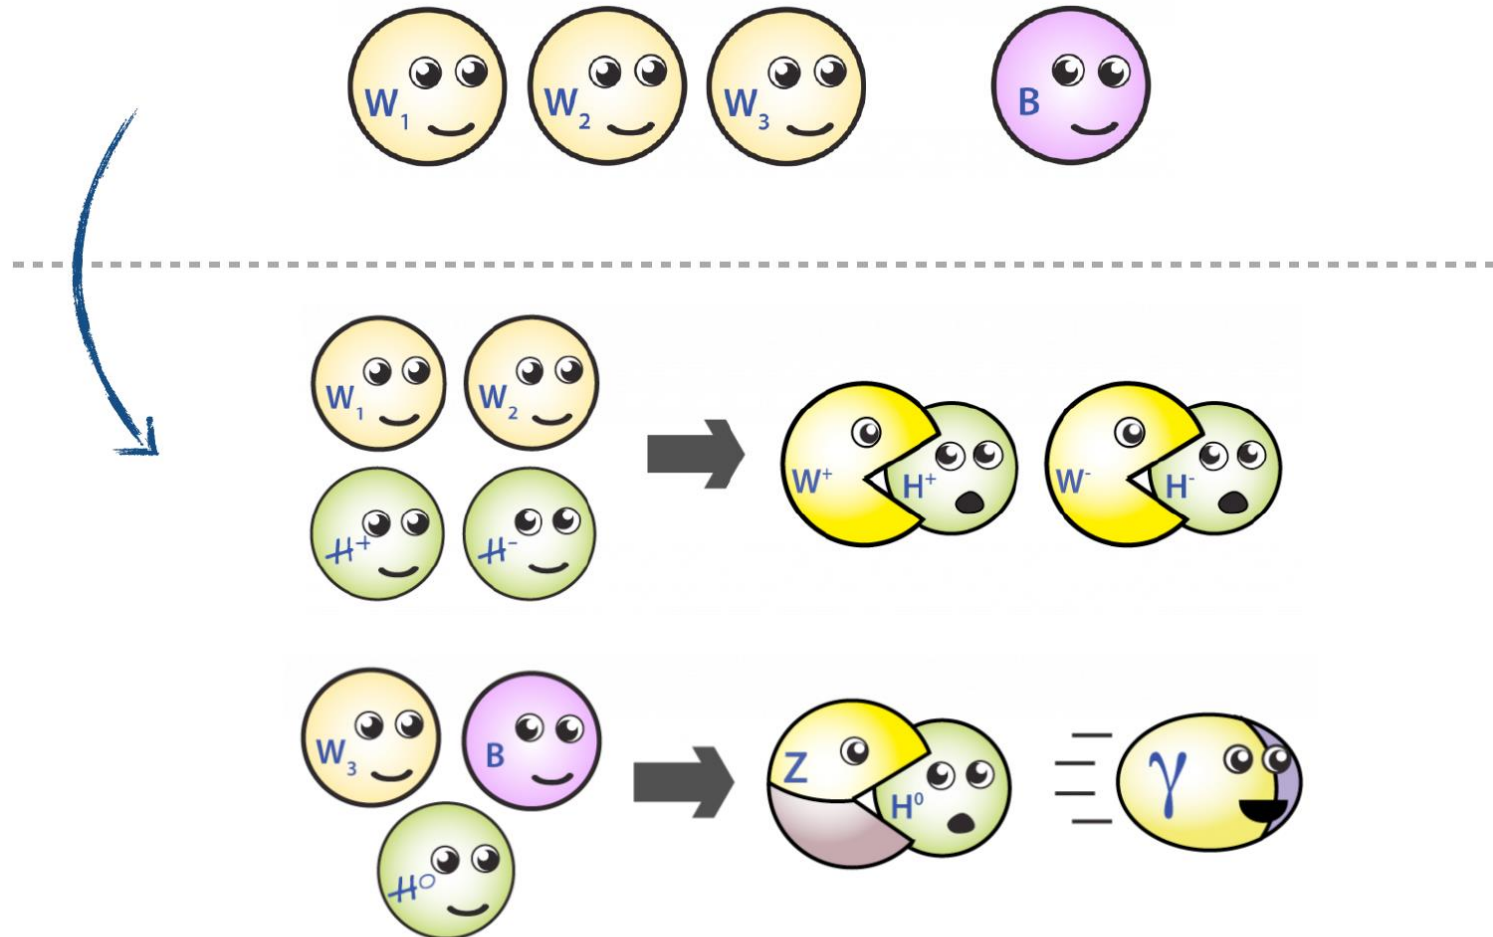 W₁ W₂ W₃ B
W₁ W₂
W⁺ H⁺ W⁻ H⁻
H⁺ H⁻
W₃ B
Z H⁰ γ
H⁰